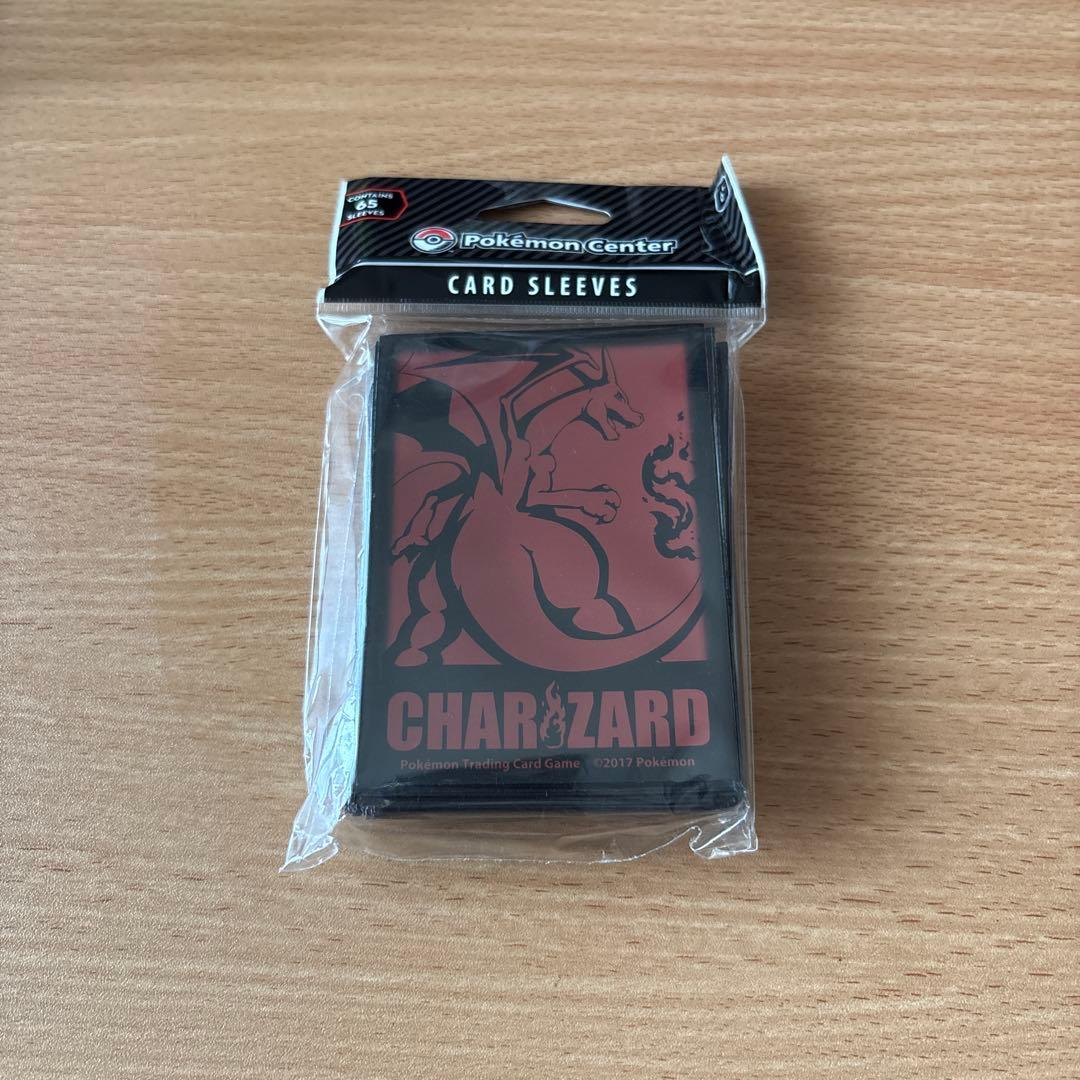 CONTAINS
65
SLEEVES
Pokémon Center
CARD SLEEVES
CHARIZARD
Pokémon Trading Card Game ©2017 Pokémon